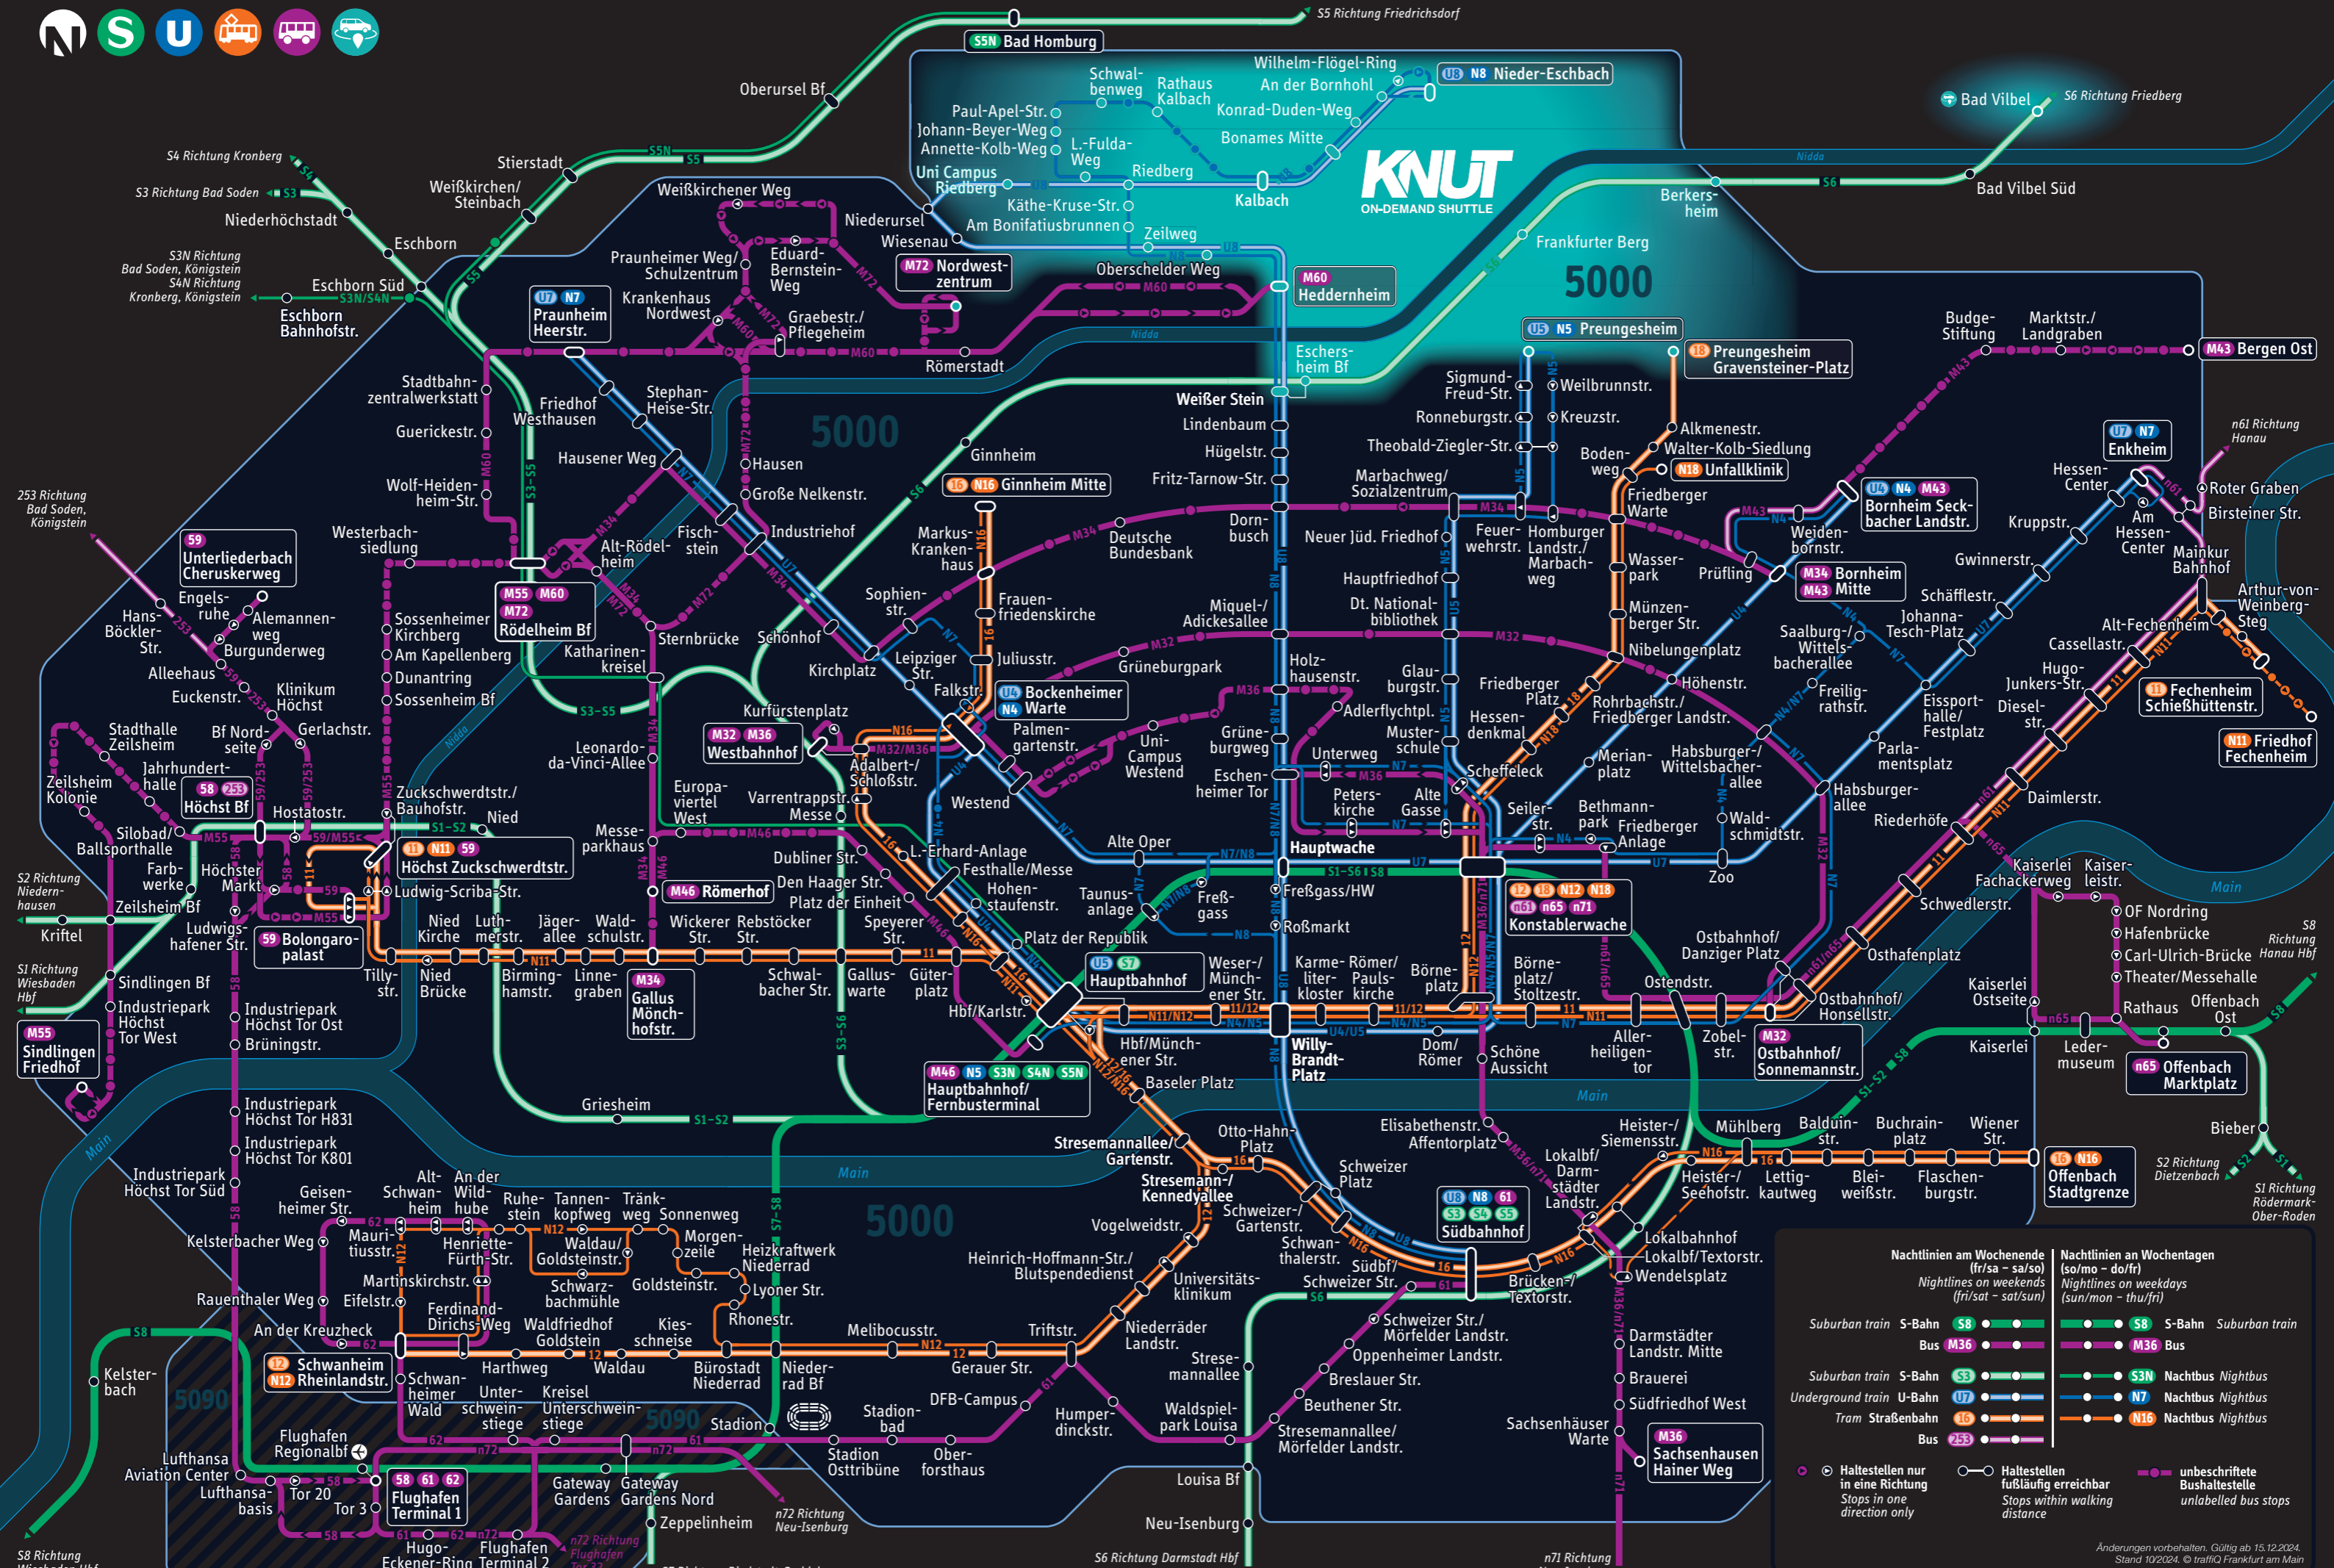 N S U
S5 Richtung Friedrichsdorf
S5N Bad Homburg
Oberursel Bf
Wilhelm-Flögel-Ring
An der Bornhohl
U8 N8 Nieder-Eschbach
Schwal-
benweg
Rathaus
Kalbach
Konrad-Duden-Weg
Bonames Mitte
Paul-Apel-Str.
Johann-Beyer-Weg
Annette-Kolb-Weg
L.-Fulda-
Weg
Uni Campus
Riedberg
Riedberg
Kalbach
Käthe-Kruse-Str.
Am Bonifatiusbrunnen
Zeilweg
Oberschelder Weg
KNUT
ON-DEMAND SHUTTLE
Bad Vilbel
S6 Richtung Friedberg
Nidda
Bad Vilbel Süd
Berkers-
heim
Frankfurter Berg
5000
S4 Richtung Kronberg
S3 Richtung Bad Soden
Niederhöchstadt
Stierstadt
Weißkirchen/
Steinbach
Eschborn
S3N Richtung
Bad Soden, Königstein
S4N Richtung
Kronberg, Königstein
Eschborn Süd
S3N/S4N
Eschborn
Bahnhofstr.
Weißkirchener Weg
Niederursel
Wiesenau
Praunheimer Weg/
Schulzentrum
Eduard-
Bernstein-
Weg
M72 Nordwest-
zentrum
Krankenhaus
Nordwest
Graebestr./
Pflegeheim
U7 N7
Praunheim
Heerstr.
Römerstadt
M60
Heddernheim
Eschers-
heim Bf
Weißer Stein
Lindenbaum
Hügelstr.
Fritz-Tarnow-Str.
Dorn-
busch
U5 N5 Preungesheim
18 Preungesheim
Gravensteiner-Platz
Sigmund-
Freud-Str.
Weilbrunnstr.
Ronneburgstr.
Kreuzstr.
Theobald-Ziegler-Str.
Alkmenestr.
Walter-Kolb-Siedlung
Boden-
weg
N18 Unfallklinik
Friedberger
Warte
Budge-
Stiftung
Marktstr./
Landgraben
M43 Bergen Ost
n61 Richtung
Hanau
U7 N7
Enkheim
Hessen-
Center
Roter Graben
Birsteiner Str.
Am
Hessen-
Center
Mainkur
Bahnhof
Kruppstr.
Gwinnerstr.
Schäfflestr.
Johanna-
Tesch-Platz
U4 N4 M43
Bornheim Seck-
bacher Landstr.
Weiden-
bornstr.
Prüfling
M34 Bornheim
M43 Mitte
Stadtbahn-
zentralwerkstatt
Guerickestr.
Wolf-Heiden-
heim-Str.
Friedhof
Westhausen
Stephan-
Heise-Str.
Hausener Weg
Hausen
Große Nelkenstr.
Industriehof
Fisch-
stein
5000
Ginnheim
16 N16 Ginnheim Mitte
Markus-
Kranken-
haus
Deutsche
Bundesbank
Marbachweg/
Sozialzentrum
Neuer Jüd. Friedhof
Feuer-
wehrstr.
Homburger
Landstr./
Marbach-
weg
Hauptfriedhof
Dt. National-
bibliothek
Wasser-
park
Münzen-
berger Str.
Nibelungenplatz
253 Richtung
Bad Soden,
Königstein
Westerbach-
siedlung
59
Unterliederbach
Cheruskerweg
Engels-
ruhe
Alemannen-
weg
Burgunderweg
Hans-
Böckler-
Str.
Alleehaus
Euckenstr.
Klinikum
Höchst
Gerlachstr.
Bf Nord-
seite
Sossenheimer
Kirchberg
Am Kapellenberg
Dunantring
Sossenheim Bf
M55 M60
M72
Rödelheim Bf
Alt-Rödel-
heim
Sternbrücke
Katharinen-
kreisel
Leonardo-
da-Vinci-Allee
Schönhof
Kirchplatz
Sophien-
str.
Leipziger
Str.
Falkstr.
Frauen-
friedenskirche
Juliusstr.
Grüneburgpark
U4 Bockenheimer
N4 Warte
Palmen-
gartenstr.
Uni-
Campus
Westend
Westend
Kurfürstenplatz
M32 M36
Westbahnhof
Adalbert-/
Schloßstr.
Varrentrappstr.
Messe
Miquel-/
Adickesallee
Holz-
hausenstr.
Grüne-
burgweg
Eschen-
heimer Tor
Adlerflychtpl.
Unterweg
Peters-
kirche
Alte
Gasse
Glau-
burgstr.
Muster-
schule
Friedberger
Platz
Hessen-
denkmal
Scheffeleck
Rohrbachstr./
Friedberger Landstr.
Höhenstr.
Saalburg-/
Wittels-
bacherallee
Freilig-
rathstr.
Merian-
platz
Habsburger-/
Wittelsbacher-
allee
Eissport-
halle/
Festplatz
Parla-
mentsplatz
Habsburger-
allee
Arthur-von-
Weinberg-
Steg
Alt-Fechenheim
Cassellastr.
Hugo-
Junkers-Str.
Diesel-
str.
Daimlerstr.
Riederhöfe
Schwedlerstr.
Osthafenplatz
11 Fechenheim
Schießhüttenstr.
N11 Friedhof
Fechenheim
Stadthalle
Zeilsheim
Jahrhundert-
halle
Zeilsheim
Kolonie
58 253
Höchst Bf
Silobad/
Ballsporthalle
Farb-
werke
Hostatostr.
Höchster
Markt
Zuckschwerdtstr./
Bauhofstr.
Nied
11 N11 59
Höchst Zuckschwerdtstr.
Ludwig-Scriba-Str.
Ludwigs-
hafener Str.
59 Bolongaro-
palast
S2 Richtung
Niedern-
hausen
Kriftel
Zeilsheim Bf
S1 Richtung
Wiesbaden
Hbf
Sindlingen Bf
Industriepark
Höchst
Tor West
M55
Sindlingen
Friedhof
Industriepark
Höchst Tor Ost
Brüningstr.
Industriepark
Höchst Tor H831
Industriepark
Höchst Tor K801
Industriepark
Höchst Tor Süd
Tilly-
str.
Nied
Kirche
Nied
Brücke
Luth-
merstr.
Birming-
hamstr.
Jäger-
allee
Linne-
graben
Wald-
schulstr.
M34
Gallus
Mönch-
hofstr.
Wickerer
Str.
Rebstöcker
Str.
Schwal-
bacher Str.
Gallus-
warte
Speyerer
Str.
Güter-
platz
Europa-
viertel
West
Messe-
parkhaus
M46 Römerhof
Dubliner Str.
Den Haager Str.
Platz der Einheit
L.-Erhard-Anlage
Festhalle/Messe
Hohen-
staufenstr.
Platz der Republik
Hbf/Karlstr.
U5 S7
Hauptbahnhof
M46 N5 S3N S4N S5N
Hauptbahnhof/
Fernbusterminal
Alte Oper
Taunus-
anlage
Freß-
gass
Hauptwache
Freßgass/HW
Roßmarkt
Weser-/
Münch-
ener Str.
Hbf/Münch-
ener Str.
Baseler Platz
Willy-
Brandt-
Platz
Karme-
liter-
kloster
Römer/
Pauls-
kirche
Dom/
Römer
Börne-
platz
Börne-
platz/
Stoltzestr.
Schöne
Aussicht
Seiler-
str.
Bethmann-
park
Friedberger
Anlage
Wald-
schmidtstr.
Zoo
12 18 N12 N18
n61 n65 n71
Konstablerwache
Aller-
heiligen-
tor
Ostendstr.
Zobel-
str.
Ostbahnhof/
Danziger Platz
Ostbahnhof/
Honsellstr.
M32
Ostbahnhof/
Sonnemannstr.
Kaiserlei
Fachackerweg
Kaiser-
leistr.
OF Nordring
Hafenbrücke
Carl-Ulrich-Brücke
Theater/Messehalle
Kaiserlei
Ostseite
Kaiserlei
Leder-
museum
Rathaus
Offenbach
Ost
n65 Offenbach
Marktplatz
S8
Richtung
Hanau Hbf
Bieber
S2 Richtung
Dietzenbach
S1 Richtung
Rödermark-
Ober-Roden
Main
Griesheim
Stresemannallee/
Gartenstr.
Stresemann-/
Kennedyallee
Otto-Hahn-
Platz
Schweizer
Platz
Schweizer-/
Gartenstr.
Schwan-
thalerstr.
Vogelweidstr.
Heinrich-Hoffmann-Str./
Blutspendedienst
Universitäts-
klinikum
Niederräder
Landstr.
Triftstr.
Elisabethenstr.
Affentorplatz
Lokalbf/
Darm-
städter
Landstr.
Heister-/
Siemensstr.
Heister-/
Seehofstr.
Mühlberg
Lettig-
kautweg
Balduin-
str.
Blei-
weißstr.
Buchrain-
platz
Flaschen-
burgstr.
Wiener
Str.
16 N16
Offenbach
Stadtgrenze
U8 N8 61
S3 S4 S5
Südbahnhof
Südbf/
Schweizer Str.
Brücken-/
Textorstr.
Lokalbahnhof
Lokalbf/Textorstr.
Wendelsplatz
Schweizer Str./
Mörfelder Landstr.
Oppenheimer Landstr.
Breslauer Str.
Beuthener Str.
Stresemannallee/
Mörfelder Landstr.
Strese-
mannallee
Darmstädter
Landstr. Mitte
Brauerei
Südfriedhof West
Sachsenhäuser
Warte
M36
Sachsenhausen
Hainer Weg
n71 Richtung
5000
Geisen-
heimer Str.
Kelsterbacher Weg
Rauenthaler Weg
An der Kreuzheck
Mauri-
tiusstr.
Alt-
Schwan-
heim
An der
Wild-
hube
Henriette-
Fürth-Str.
Martinskirchstr.
Eifelstr.
Ferdinand-
Dirichs-Weg
Ruhe-
stein
Tannen-
kopfweg
Tränk-
weg
Sonnenweg
Waldau/
Goldsteinstr.
Schwarz-
bachmühle
Morgen-
zeile
Goldsteinstr.
Heizkraftwerk
Niederrad
Lyoner Str.
Rhonestr.
12 Schwanheim
N12 Rheinlandstr.
Harthweg
Waldfriedhof
Goldstein
Waldau
Kies-
schneise
Bürostadt
Niederrad
Nieder-
rad Bf
Melibocusstr.
Gerauer Str.
Schwan-
heimer
Wald
Unter-
schwein-
stiege
Kreisel
Unterschwein-
stiege
5090
5090
Stadion
Stadion
Osttribüne
Stadion-
bad
Ober-
forsthaus
DFB-Campus
Humper-
dinckstr.
Waldspiel-
park Louisa
Louisa Bf
Neu-Isenburg
S6 Richtung Darmstadt Hbf
Kelster-
bach
S8 Richtung
Wiesbaden Hbf
Lufthansa
Aviation Center
Lufthansa-
basis
Flughafen
Regionalbf
Tor 20
Tor 3
58 61 62
Flughafen
Terminal 1
Hugo-
Eckener-Ring
Flughafen
Terminal 2
n72 Richtung
Flughafen
Gateway
Gardens
Gateway
Gardens Nord
Zeppelinheim
n72 Richtung
Neu-Isenburg
Nachtlinien am Wochenende
(fr/sa – sa/so)
Nightlines on weekends
(fri/sat – sat/sun)
Nachtlinien an Wochentagen
(so/mo – do/fr)
Nightlines on weekdays
(sun/mon – thu/fri)
Suburban train S-Bahn S8
S8 S-Bahn Suburban train
Bus M36
M36 Bus
Suburban train S-Bahn S3
S3N Nachtbus Nightbus
Underground train U-Bahn U7
N7 Nachtbus Nightbus
Tram Straßenbahn 16
N16 Nachtbus Nightbus
Bus 253
Haltestellen nur
in eine Richtung
Stops in one
direction only
Haltestellen
fußläufig erreichbar
Stops within walking
distance
unbeschriftete
Bushaltestelle
unlabelled bus stops
Änderungen vorbehalten. Gültig ab 15.12.2024.
Stand 10/2024. © traffiQ Frankfurt am Main